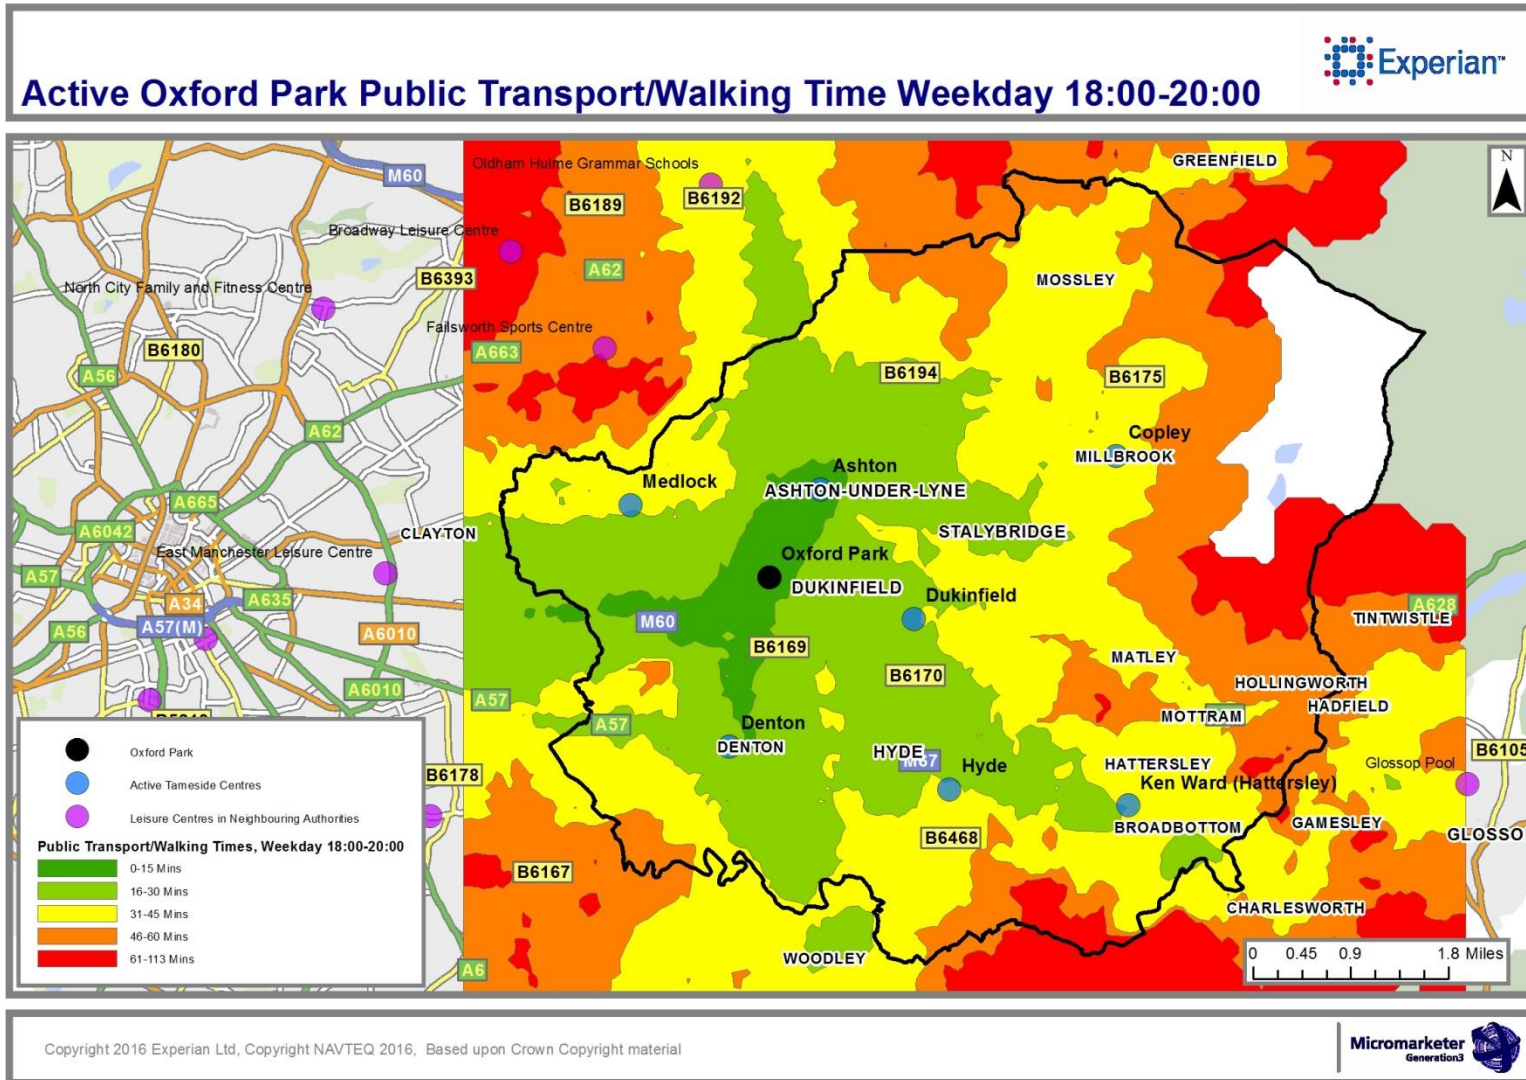 Active Oxford Park Public Transport/Walking Time Weekday 18:00-20:00
Experian™
Oldham Hulme Grammar Schools
GREENFIELD
N
M60
B6189
B6192
Broadway Leisure Centre
A62
B6393
North City Family and Fitness Centre
MOSSLEY
Failsworth Sports Centre
B6180
A663
A56
B6194
B6175
A62
Copley
MILLBROOK
Ashton
ASHTON-UNDER-LYNE
Medlock
A665
A6042
CLAYTON
STALYBRIDGE
East Manchester Leisure Centre
Oxford Park
DUKINFIELD
A57
A34
A635
Dukinfield
A628
TINTWISTLE
A57(M)
A56
A6010
M60
B6169
MATLEY
B6170
HOLLINGWORTH
A6010
A57
HADFIELD
MOTTRAM
A57
Denton
DENTON
HYDE
M67
Hyde
HATTERSLEY
Ken Ward (Hattersley)
Glossop Pool
B6105
B6178
BROADBOTTOM
GAMESLEY
GLOSSO
B6468
B6167
CHARLESWORTH
WOODLEY
A6
Oxford Park
Active Tameside Centres
Leisure Centres in Neighbouring Authorities
Public Transport/Walking Times, Weekday 18:00-20:00
0-15 Mins
16-30 Mins
31-45 Mins
46-60 Mins
61-113 Mins
0 0.45 0.9 1.8 Miles
Copyright 2016 Experian Ltd, Copyright NAVTEQ 2016, Based upon Crown Copyright material
Micromarketer
Generation3